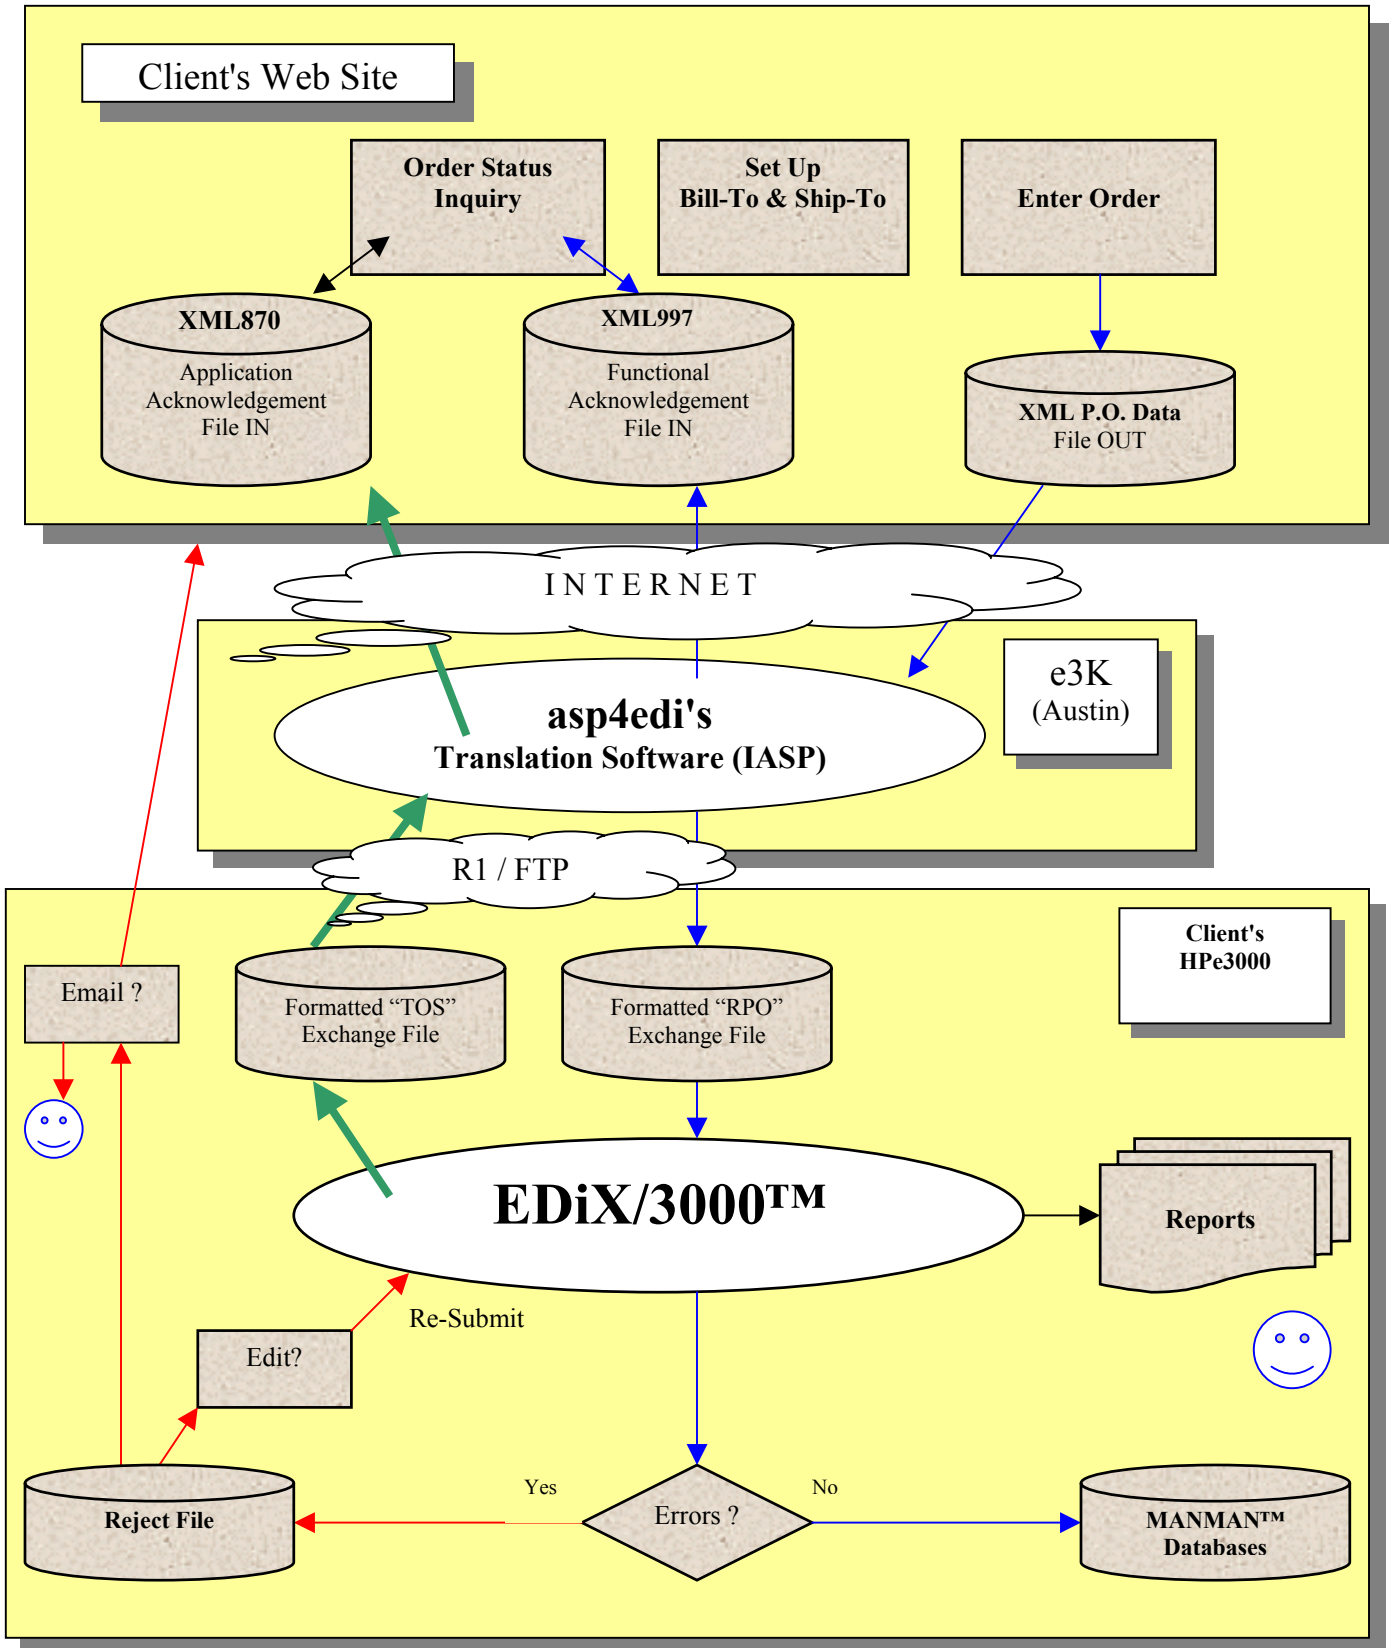 Client's Web Site
Order Status
Inquiry
Set Up
Bill-To & Ship-To
Enter Order
XML870
Application
Acknowledgement
File IN
XML997
Functional
Acknowledgement
File IN
XML P.O. Data
File OUT
I N T E R N E T
e3K
(Austin)
asp4edi's
Translation Software (IASP)
R1 / FTP
Client's
HPe3000
Email ?
Formatted “TOS”
Exchange File
Formatted “RPO”
Exchange File
EDiX/3000™
Reports
Re-Submit
Edit?
Yes
No
Reject File
Errors ?
MANMAN™
Databases